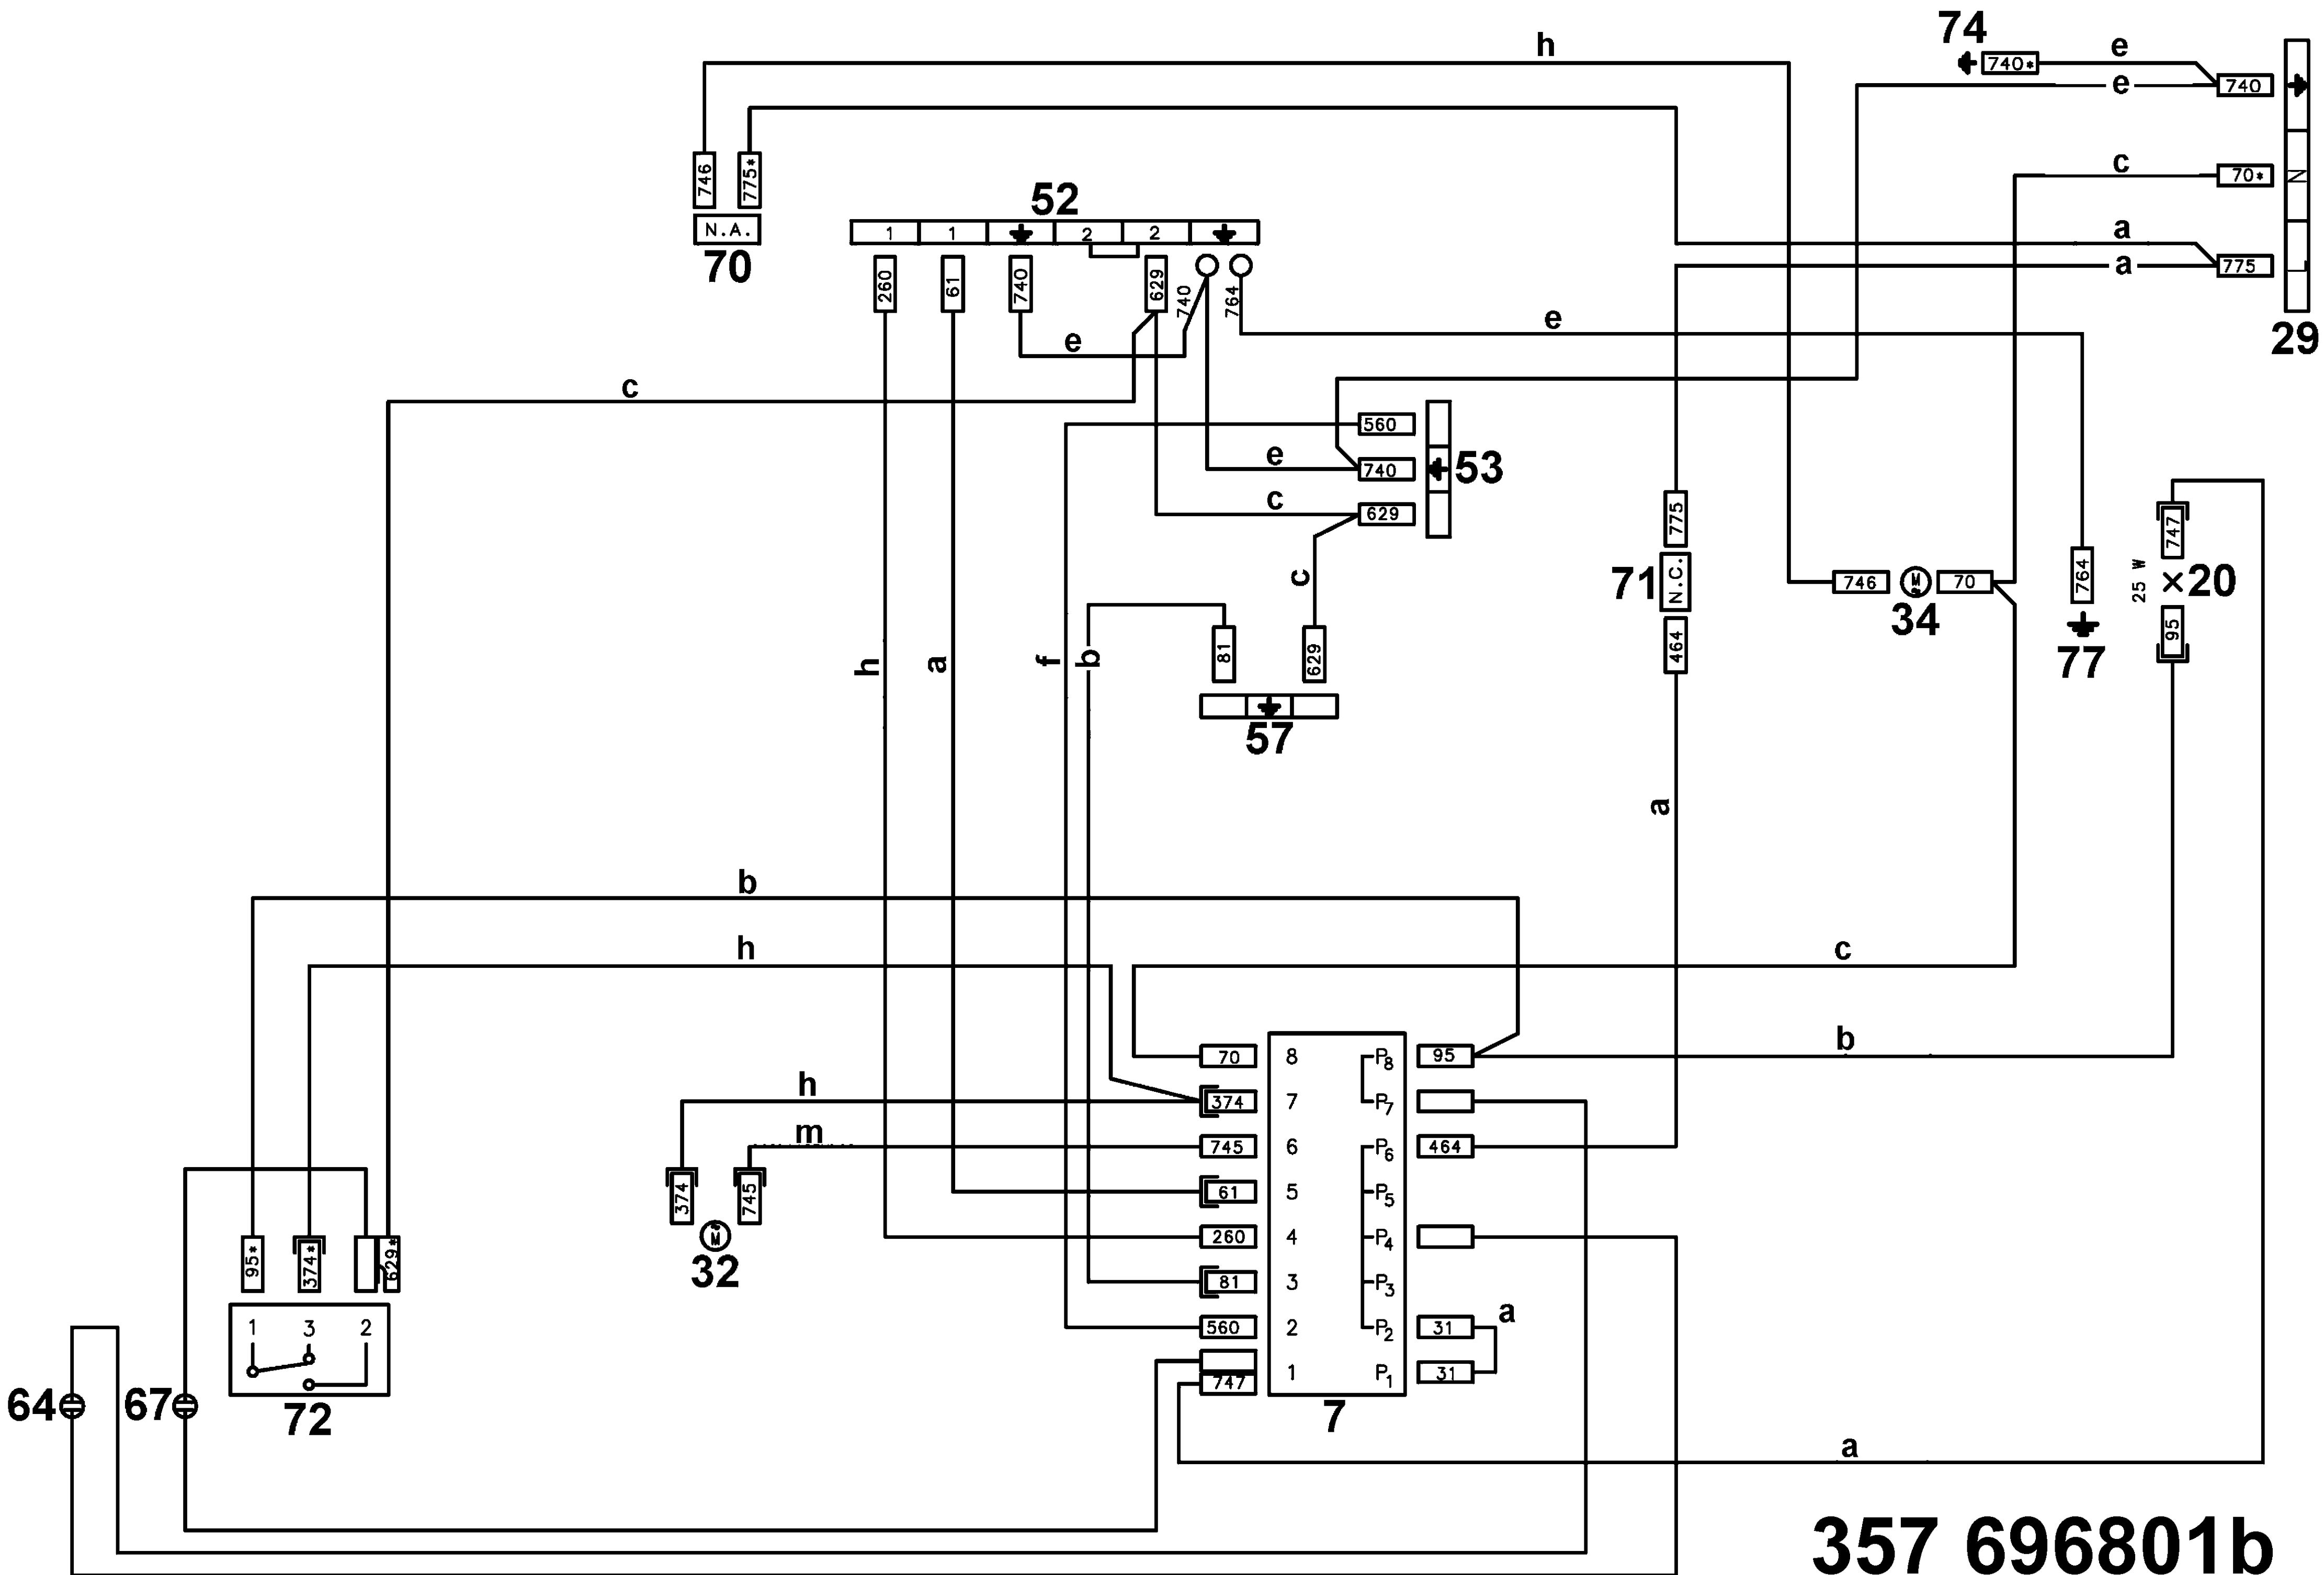 h
74
740*
e
740
e
746
775*
N.A.
70
52
1
1
2
2
c
70*
N
a
a
775
L
29
260
61
740
629
740
764
e
e
c
560
e
740
53
c
629
775
N.C.
71
464
746
M
70
34
764
77
747
25 W
×20
95
h
a
f
b
81
c
629
57
a
b
h
c
70
8
P8
95
b
h
374
7
P7
m
745
6
P6
464
374
745
M
32
61
5
P5
260
4
P4
81
3
P3
560
2
P2
31
a
747
1
P1
31
7
95*
374*
629*
1
3
2
64
67
72
a
357 696801b